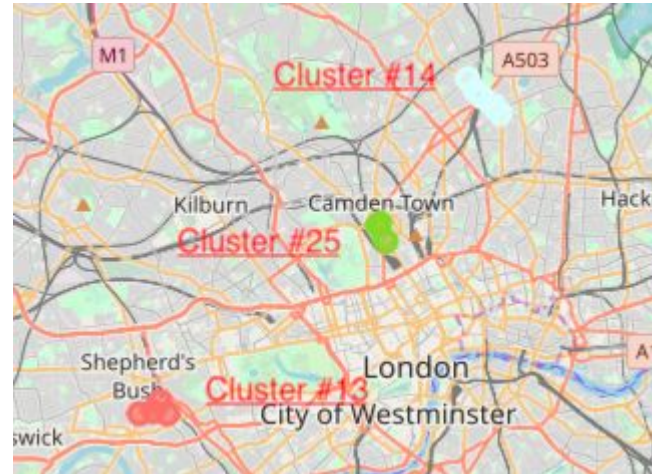 M1
A503
Cluster #14
Kilburn
Camden Town
Hack
Cluster #25
Shepherd's
Bush
London
A
Cluster #13
City of Westminster
swick